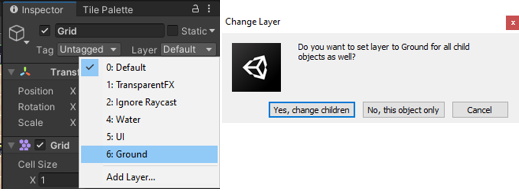 Inspector
Tile Palette
Grid
Static
Tag Untagged Layer Default
0: Default
1: TransparentFX
2: Ignore Raycast
4: Water
5: UI
6: Ground
Add Layer...
Transf
Position X
Rotation X
Scale X
Grid
Cell Size
X 1
Change Layer
x
Do you want to set layer to Ground for all child
objects as well?
Yes, change children
No, this object only
Cancel